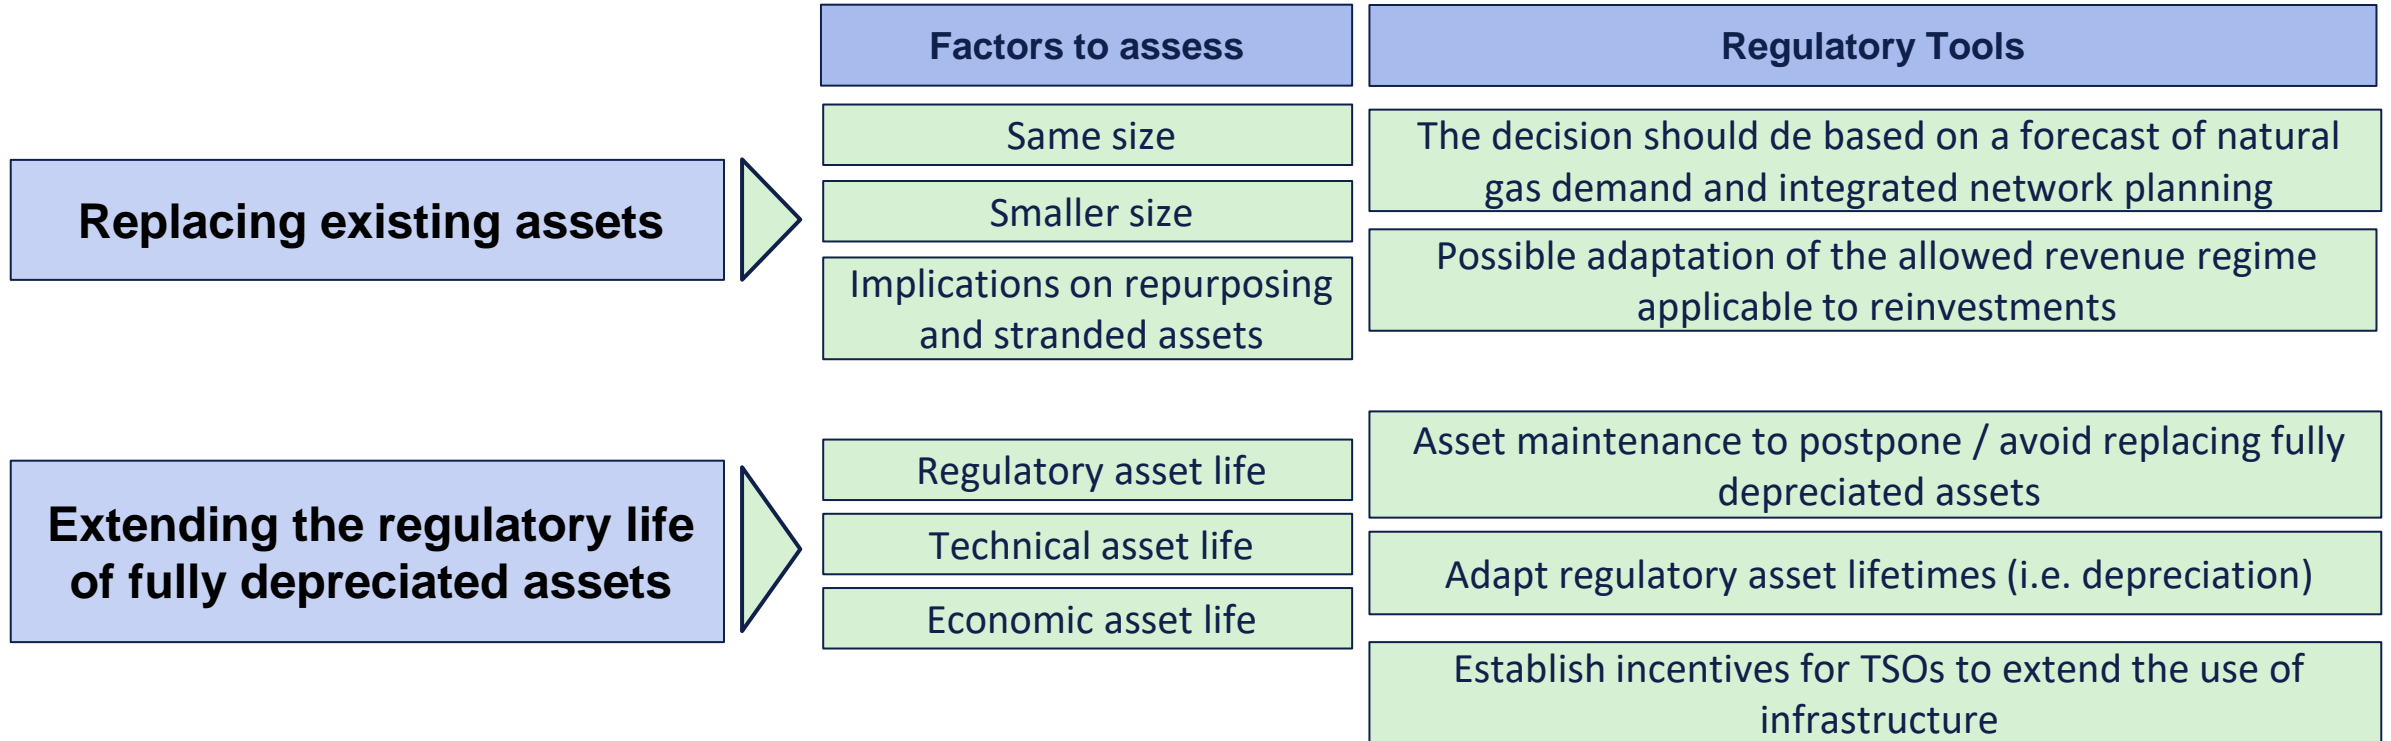 Factors to assess
Regulatory Tools
Replacing existing assets
Same size
Smaller size
Implications on repurposing
and stranded assets
The decision should de based on a forecast of natural
gas demand and integrated network planning
Possible adaptation of the allowed revenue regime
applicable to reinvestments
Extending the regulatory life
of fully depreciated assets
Regulatory asset life
Technical asset life
Economic asset life
Asset maintenance to postpone / avoid replacing fully
depreciated assets
Adapt regulatory asset lifetimes (i.e. depreciation)
Establish incentives for TSOs to extend the use of
infrastructure